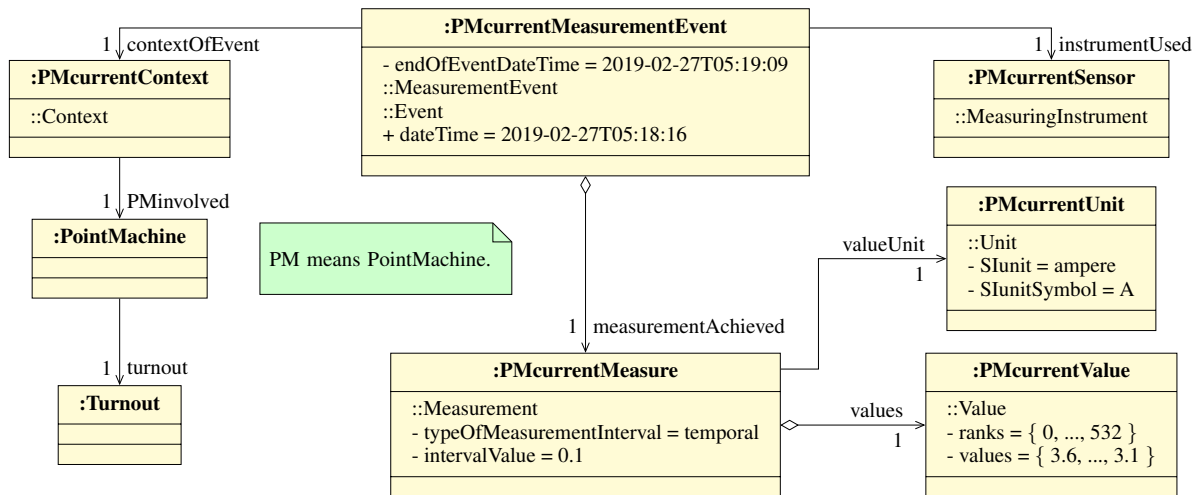 :PMcurrentMeasurementEvent
- endOfEventDateTime = 2019-02-27T05:19:09
::MeasurementEvent
::Event
+ dateTime = 2019-02-27T05:18:16
1 contextOfEvent
:PMcurrentContext
::Context
1 instrumentUsed
:PMcurrentSensor
::MeasuringInstrument
1 PMinvolved
:PointMachine
PM means PointMachine.
valueUnit
1
:PMcurrentUnit
::Unit
- SIunit = ampere
- SIunitSymbol = A
1 measurementAchieved
1 turnout
:Turnout
:PMcurrentMeasure
::Measurement
- typeOfMeasurementInterval = temporal
- intervalValue = 0.1
values
1
:PMcurrentValue
::Value
- ranks = { 0, ..., 532 }
- values = { 3.6, ..., 3.1 }